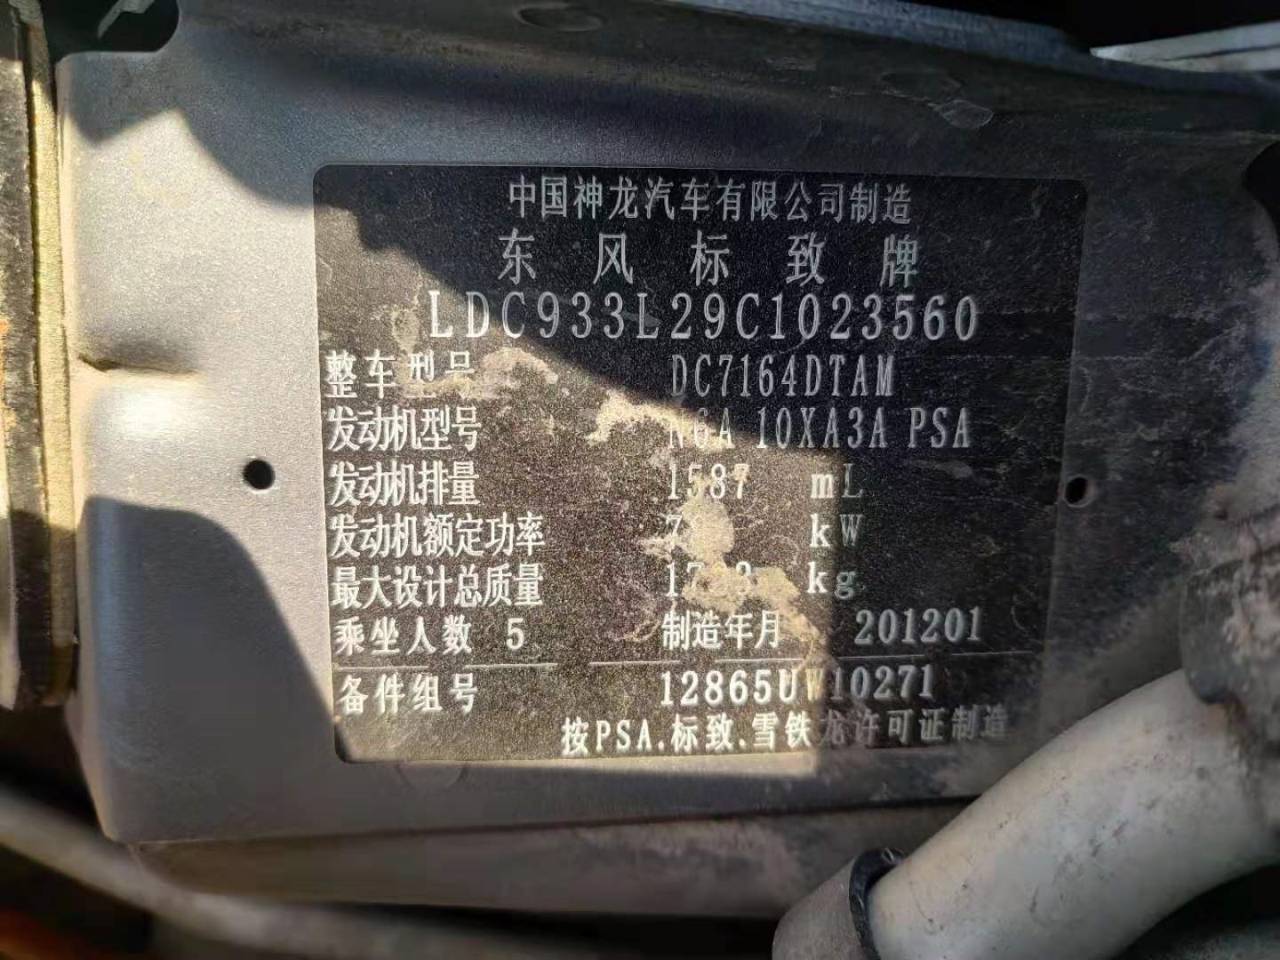 中国神龙汽车有限公司制造
东风标致牌
LDC933L29C1023560
整车型号 DC7164DTAM
发动机型号 N6A 10XA3A PSA
发动机排量 1587 mL
发动机额定功率 kW
最大设计总质量 kg
乘坐人数 5 制造年月 201201
备件组号 12865UW10271
按PSA.标致.雪铁龙许可证制造